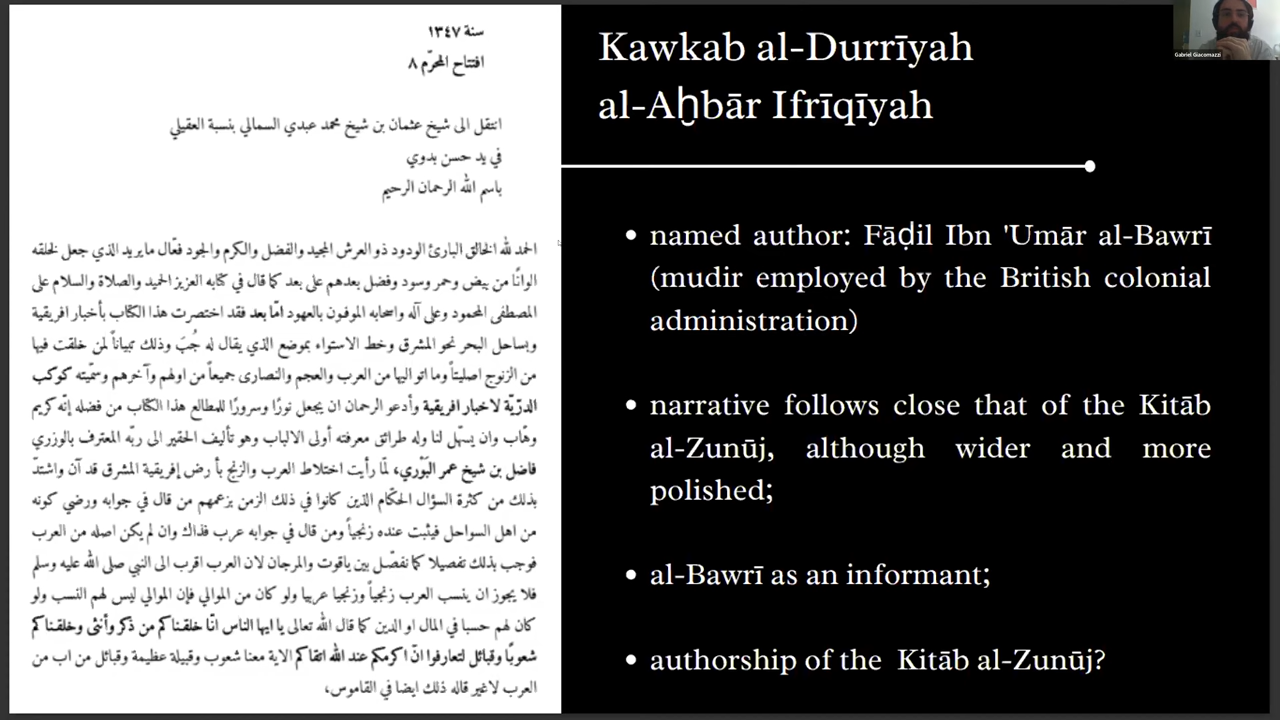 سنة ١٣٤٧
افتتاح المحرّم ٨
انتقل الى شيخ عثمان بن شيخ محمد عبدي السمالي بنسبة العقيلي
في يد حسن بدوي
باسم الله الرحمان الرحيم
الحمد لله الخالق البارئ الودود ذو العرش المجيد والفضل والكرم والجود فعّال ما يريد الذي جعل لخلقه
الوانًا من بيض وحمر وسود وفضل بعدهم على بعد كما قال في كتابه العزيز الحميد والصلاة والسلام على
المصطفى المحمود وعلى آله واسحابه الموفون بالعهود امّا بعد فقد اختصرت هذا الكتاب بأخبار افريقية
وبساحل البحر نحو المشرق وخط الاستواء بموضع الذي يقال له جُبَ وذلك تبياناً لمن خلقت فيها
من الزنوج اصليتاً وما اتو اليها من العرب والعجم والنصارى جميعاً من اولهم وآخرهم وسمّيته كوكب
الدرّية لاخبار افريقية وأدعو الرحمان ان يجعل نورًا وسرورًا للمطالع هذا الكتاب من فضله إنّه كريم
وهّاب وان يسهّل لنا وله طرائق معرفته أولى الالباب وهو تأليف الحقير الى ربّه المعترف بالوزري
فاضل بن شيخ عمر البَوْري، لمّا رأيت اختلاط العرب والزنج بأ رض إفريقية المشرق قد آن واشتدّ
بذلك من كثرة السؤال الحكّام الذين كانوا في ذلك الزمن بزعمهم من قال في جوابه ورضي كونه
من اهل السواحل فيثبت عنده زنجياً ومن قال في جوابه عرب فذاك وان لم يكن اصله من العرب
فوجب بذلك تفصيلا كما نفصّل بين ياقوت والمرجان لان العرب اقرب الى النبي صلى الله عليه وسلم
فلا يجوز ان ينسب العرب زنجياً وزنجيا عربيا ولو كان من الموالي فإن الموالي ليس لهم النسب ولو
كان لهم حسبا في المال او الدين كما قال الله تعالى يا ايها الناس انّا خلقناكم من ذكر وأنثى وخلقناكم
شعوبًا وقبائل لتعارفوا انّ اكرمكم عند الله اتقاكم الاية معنا شعوب وقبيلة عظيمة وقبائل من اب من
العرب لاغير قاله ذلك ايضا في القاموس،
Kawkab al-Durrīyah
al-Aḫbār Ifrīqīyah
• named author: Fāḍil Ibn 'Umār al-Bawrī
(mudir employed by the British colonial
administration)
• narrative follows close that of the Kitāb
al-Zunūj, although wider and more
polished;
• al-Bawrī as an informant;
• authorship of the Kitāb al-Zunūj?
Gabriel Giacomazzi